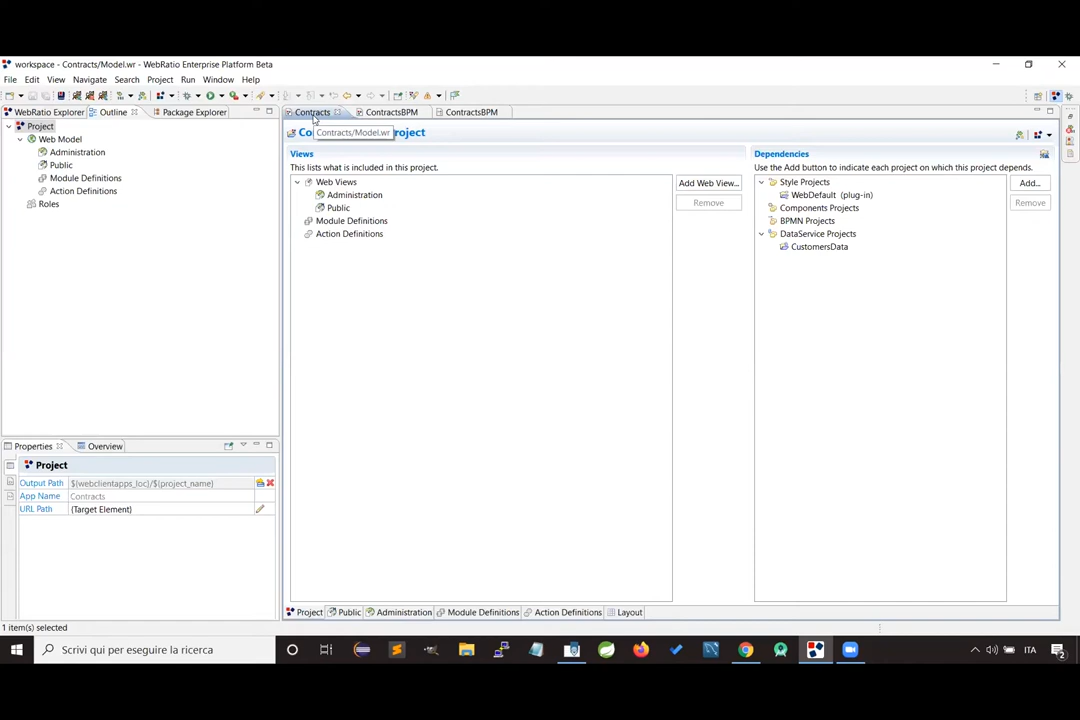 workspace - Contracts/Model.wr - WebRatio Enterprise Platform Beta
File Edit View Navigate Search Project Run Window Help
WebRatio Explorer Outline Package Explorer
Contracts ContractsBPM ContractsBPM
Project
Web Model
Administration
Public
Module Definitions
Action Definitions
Roles
Contracts/Model.wr
Co roject
Views
This lists what is included in this project.
Web Views
Administration
Public
Module Definitions
Action Definitions
Add Web View...
Remove
Dependencies
Use the Add button to indicate each project on which this project depends.
Style Projects
WebDefault (plug-in)
Components Projects
BPMN Projects
DataService Projects
CustomersData
Add...
Remove
Properties Overview
Project
Output Path ${webclientapps_loc}/${project_name}
App Name Contracts
URL Path {Target Element}
Project Public Administration Module Definitions Action Definitions Layout
1 item(s) selected
Scrivi qui per eseguire la ricerca
ITA
2